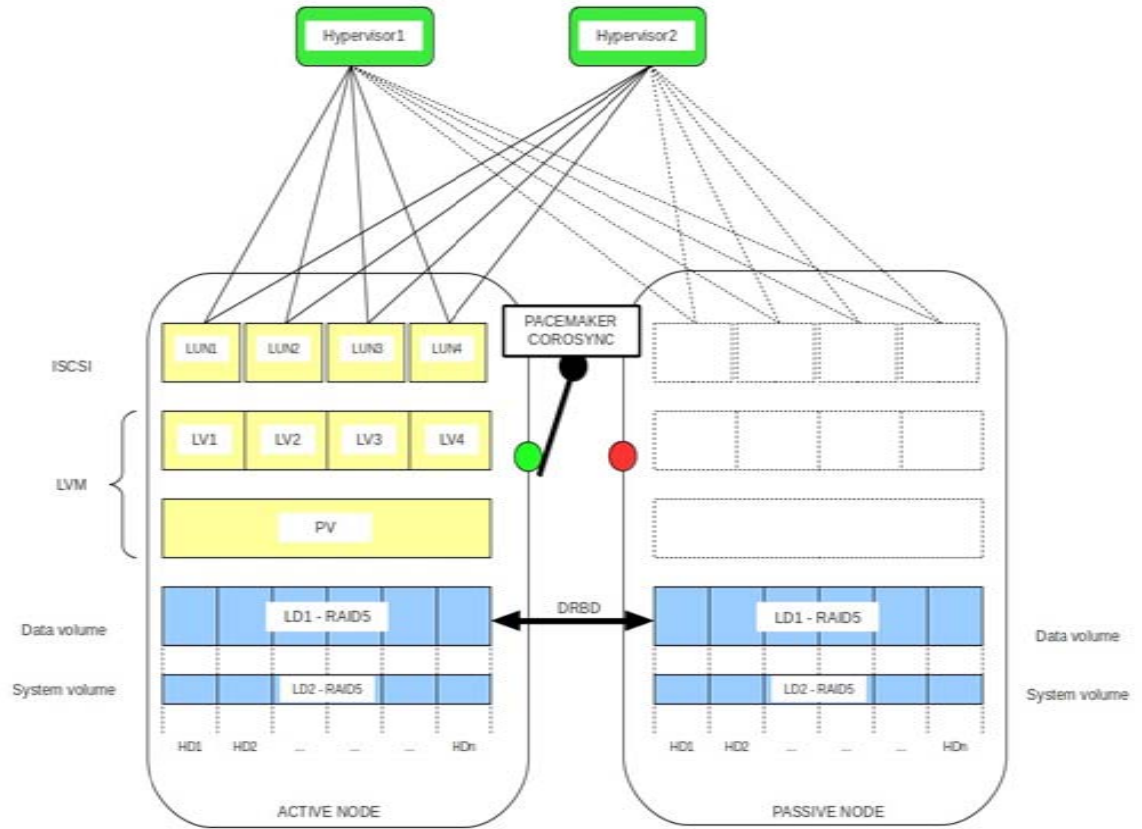 Hypervisor1
Hypervisor2
PACEMAKER
COROSYNC
ISCSI
LUN1 LUN2 LUN3 LUN4
LV1 LV2 LV3 LV4
LVM
PV
Data volume
LD1 - RAID5
DRBD
LD1 - RAID5
Data volume
System volume
LD2 - RAID5
LD2 - RAID5
System volume
HD1 HD2 ... ... ... HDn
HD1 HD2 ... ... ... HDn
ACTIVE NODE
PASSIVE NODE